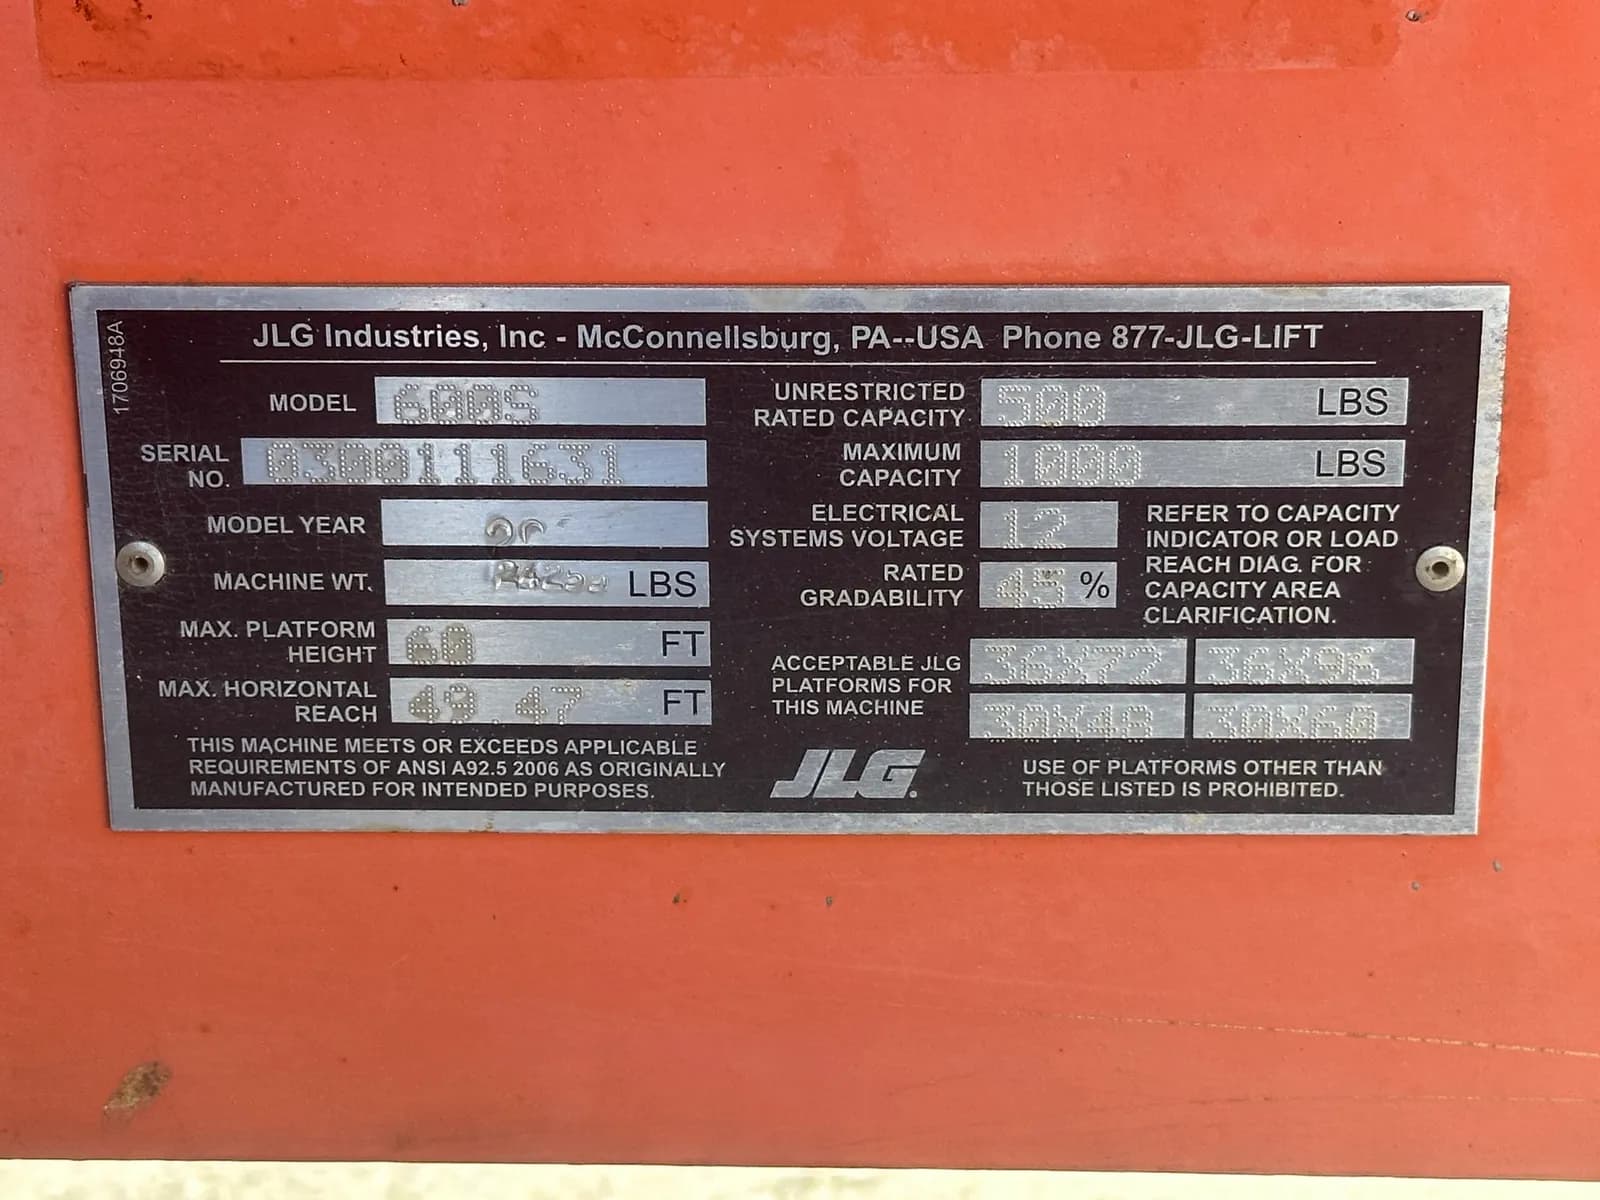 1706948A
JLG Industries, Inc - McConnellsburg, PA--USA Phone 877-JLG-LIFT
MODEL 600S
SERIAL NO. 0300111631
MODEL YEAR
MACHINE WT. LBS
MAX. PLATFORM HEIGHT 60 FT
MAX. HORIZONTAL REACH 49.47 FT
THIS MACHINE MEETS OR EXCEEDS APPLICABLE
REQUIREMENTS OF ANSI A92.5 2006 AS ORIGINALLY
MANUFACTURED FOR INTENDED PURPOSES.
UNRESTRICTED RATED CAPACITY 500 LBS
MAXIMUM CAPACITY 1000 LBS
ELECTRICAL SYSTEMS VOLTAGE 12
RATED GRADABILITY 45 %
REFER TO CAPACITY
INDICATOR OR LOAD
REACH DIAG. FOR
CAPACITY AREA
CLARIFICATION.
ACCEPTABLE JLG
PLATFORMS FOR
THIS MACHINE
36X72 36X96
30X48 30X60
JLG.
USE OF PLATFORMS OTHER THAN
THOSE LISTED IS PROHIBITED.